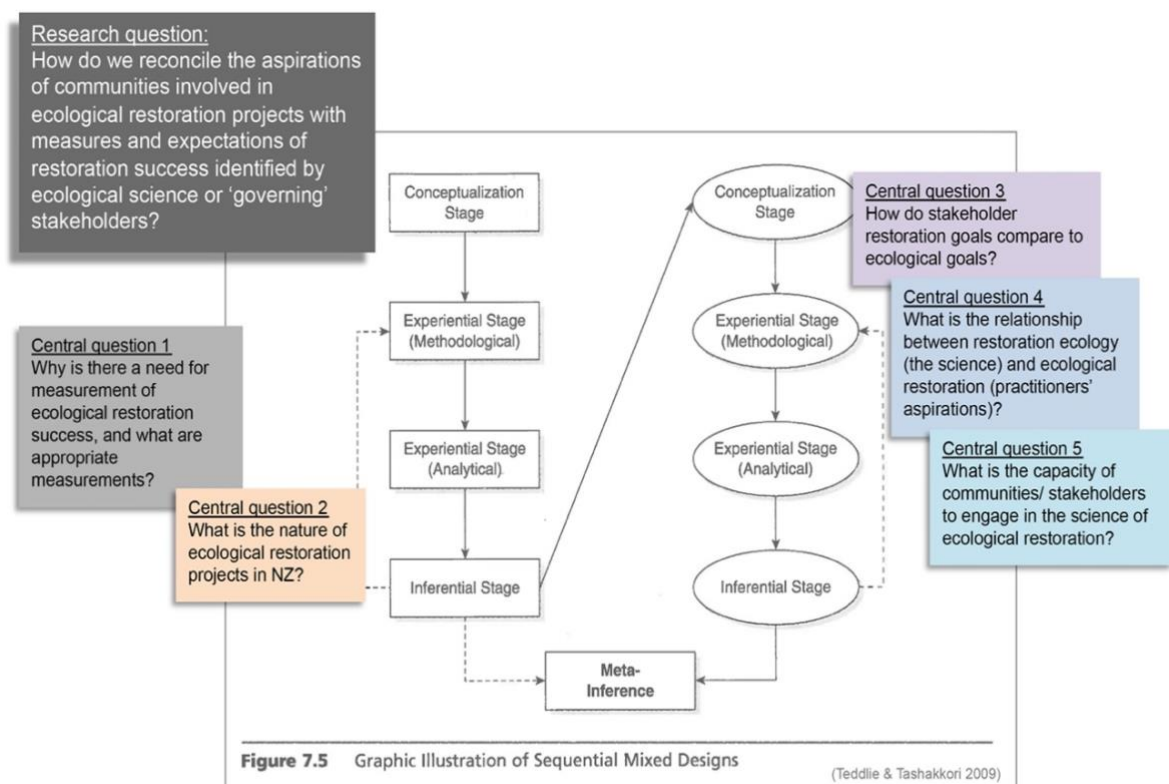 Research question:
How do we reconcile the aspirations
of communities involved in
ecological restoration projects with
measures and expectations of
restoration success identified by
ecological science or ‘governing’
stakeholders?
Central question 1
Why is there a need for
measurement of
ecological restoration
success, and what are
appropriate
measurements?
Central question 2
What is the nature of
ecological restoration
projects in NZ?
Conceptualization
Stage
Experiential Stage
(Methodological)
Experiential Stage
(Analytical)
Inferential Stage
Conceptualization
Stage
Experiential Stage
(Methodological)
Experiential Stage
(Analytical)
Inferential Stage
Meta-
Inference
Central question 3
How do stakeholder
restoration goals compare to
ecological goals?
Central question 4
What is the relationship
between restoration ecology
(the science) and ecological
restoration (practitioners’
aspirations)?
Central question 5
What is the capacity of
communities/ stakeholders
to engage in the science of
ecological restoration?
Figure 7.5 Graphic Illustration of Sequential Mixed Designs
(Teddlie & Tashakkori 2009)